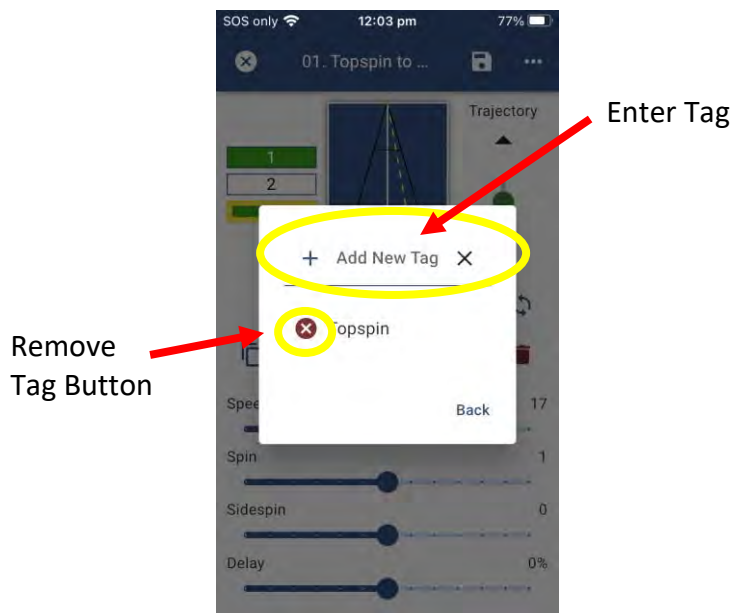 SOS only 12:03 pm 77%
01. Topspin to ...
Trajectory
Enter Tag
1
2
+ Add New Tag ×
Topspin
Remove
Tag Button
Back
17
Spin 1
Sidespin 0
Delay 0%